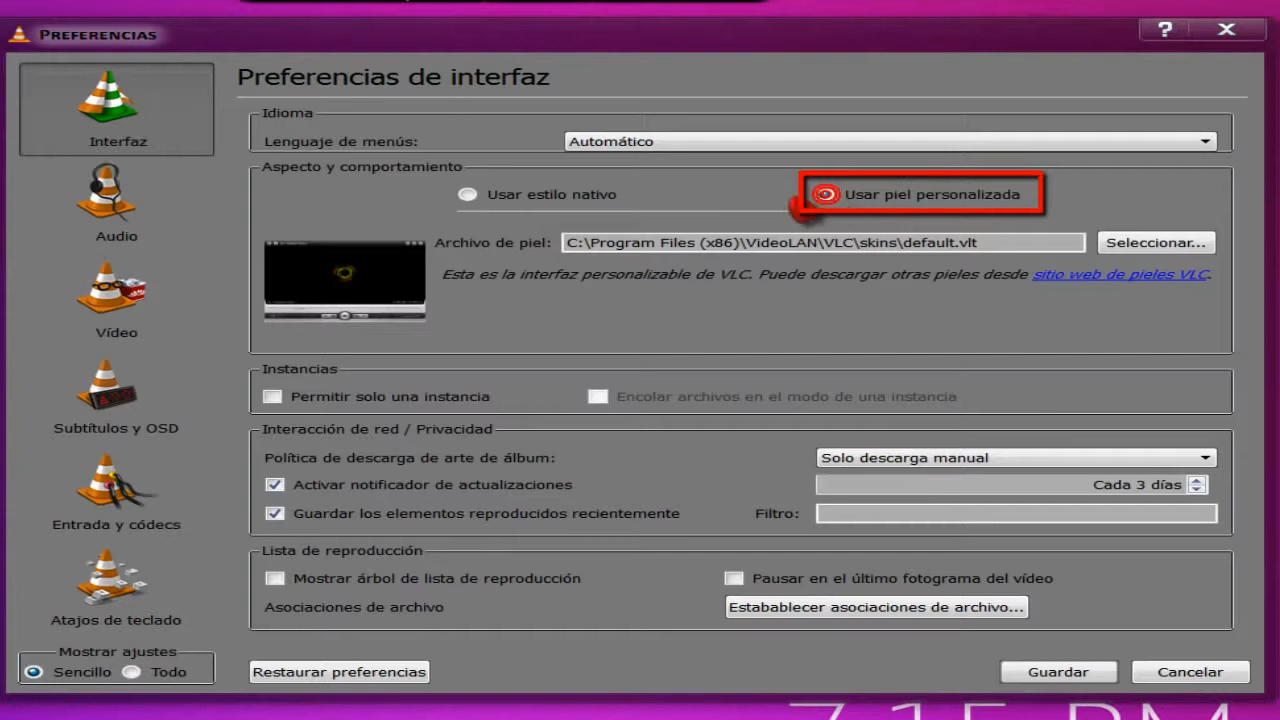 PREFERENCIAS
? X
Preferencias de interfaz
Interfaz
Audio
Vídeo
Subtítulos y OSD
Entrada y códecs
Atajos de teclado
Mostrar ajustes
Sencillo Todo
Idioma
Lenguaje de menús: Automático
Aspecto y comportamiento
Usar estilo nativo Usar piel personalizada
Archivo de piel: C:\Program Files (x86)\VideoLAN\VLC\skins\default.vlt Seleccionar...
Esta es la interfaz personalizable de VLC. Puede descargar otras pieles desde sitio web de pieles VLC.
Instancias
Permitir solo una instancia Encolar archivos en el modo de una instancia
Interacción de red / Privacidad
Política de descarga de arte de álbum: Solo descarga manual
Activar notificador de actualizaciones Cada 3 días
Guardar los elementos reproducidos recientemente Filtro:
Lista de reproducción
Mostrar árbol de lista de reproducción Pausar en el último fotograma del vídeo
Asociaciones de archivo Estabablecer asociaciones de archivo...
Restaurar preferencias Guardar Cancelar
7:15 PM